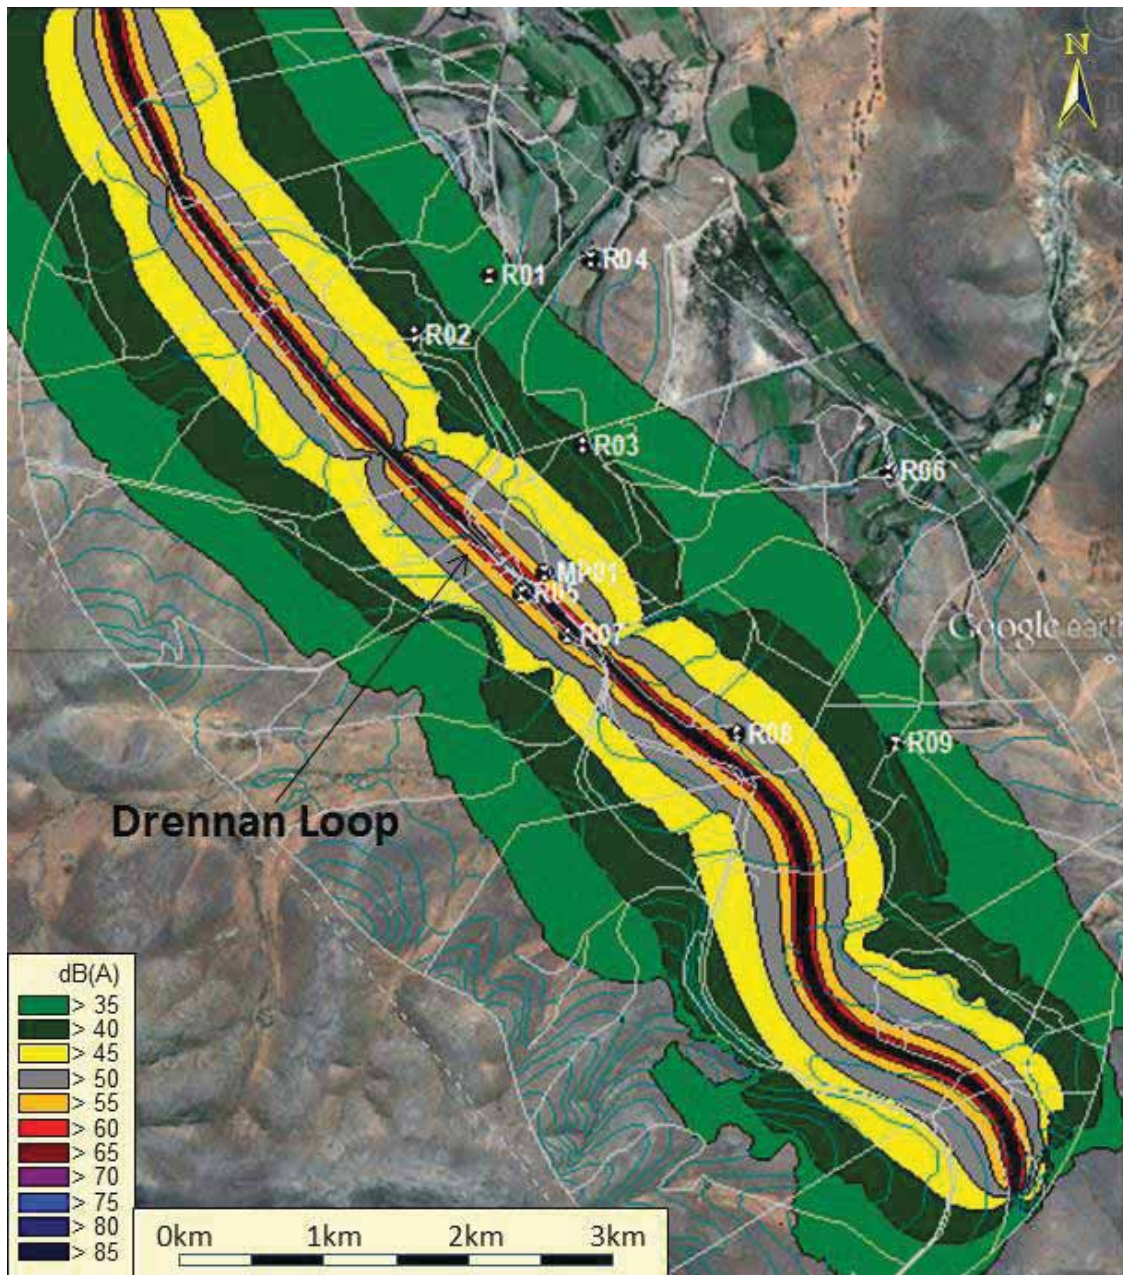 N
R04
R01
R02
R03
R06
MP01
R05
R07
Google earth
R08
R09
Drennan Loop
dB(A)
> 35
> 40
> 45
> 50
> 55
> 60
> 65
> 70
> 75
> 80
> 85
0km 1km 2km 3km